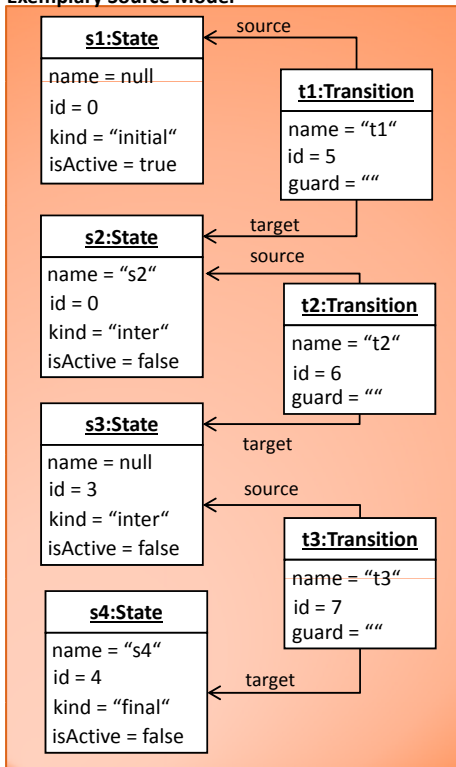 Exemplary Source Model
s1:State
name = null
id = 0
kind = “initial“
isActive = true
source
t1:Transition
name = “t1“
id = 5
guard = ““
target
s2:State
name = “s2“
id = 0
kind = “inter“
isActive = false
source
t2:Transition
name = “t2“
id = 6
guard = ““
target
s3:State
name = null
id = 3
kind = “inter“
isActive = false
source
t3:Transition
name = “t3“
id = 7
guard = ““
target
s4:State
name = “s4“
id = 4
kind = “final“
isActive = false